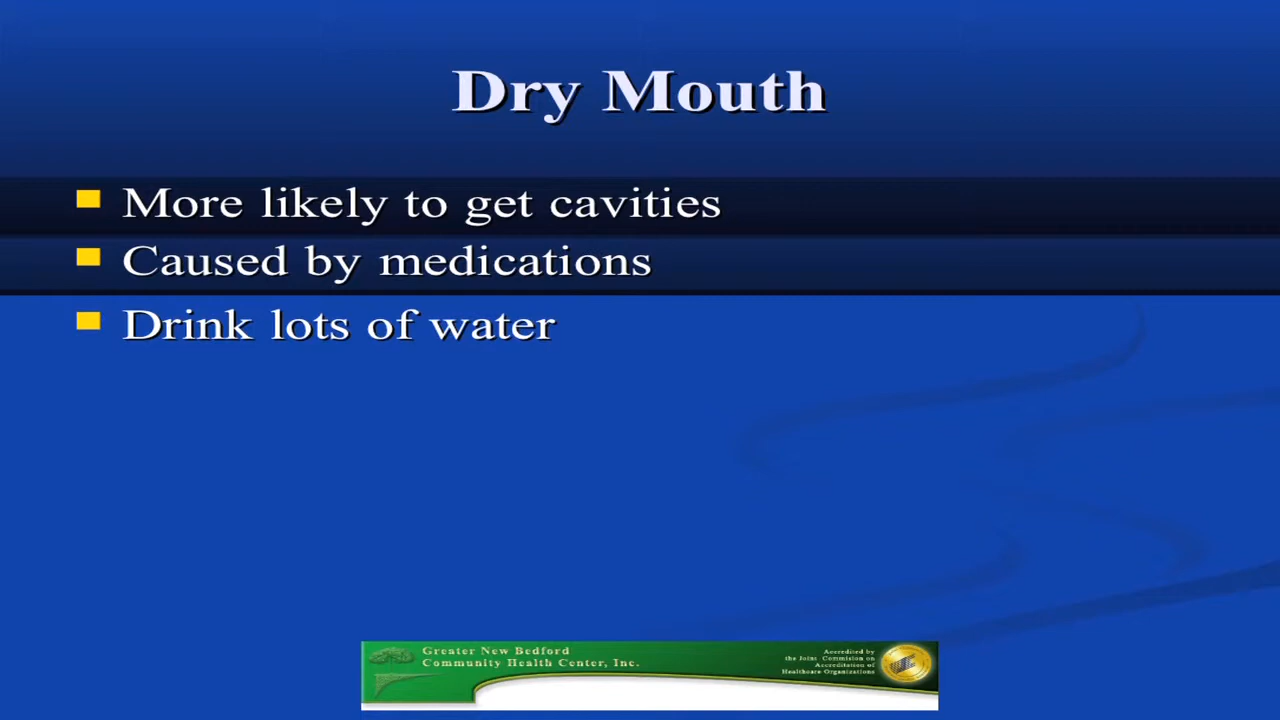 Dry Mouth
More likely to get cavities
Caused by medications
Drink lots of water
Greater New Bedford
Community Health Center, Inc.
Accredited by
the Joint Commision on
Accreditation of
Healthcare Organizations